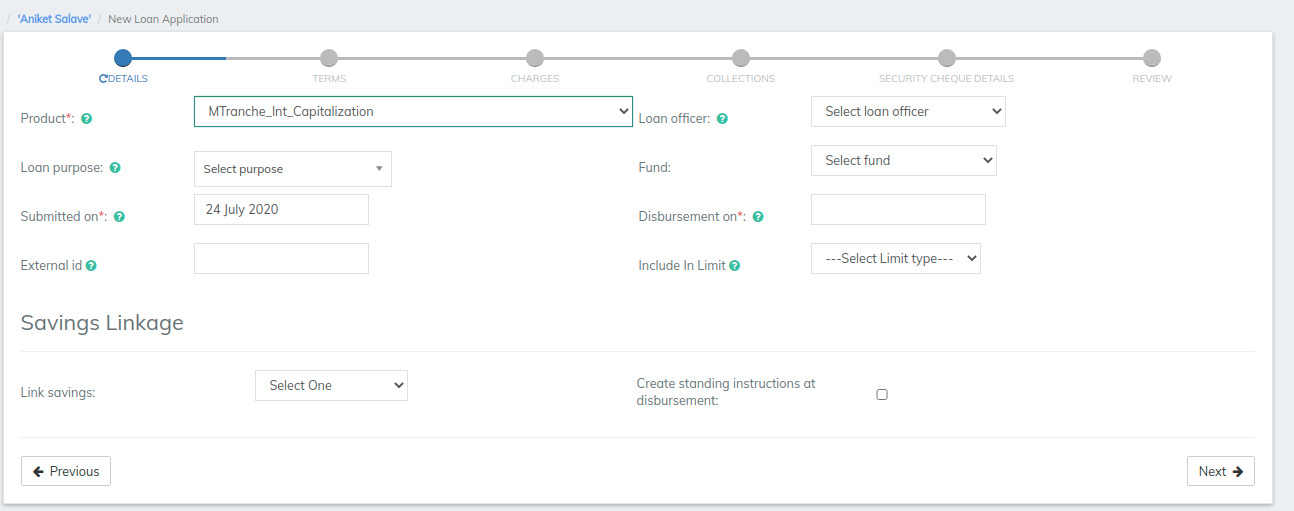 / 'Aniket Salave' / New Loan Application
DETAILS TERMS CHARGES COLLECTIONS SECURITY CHEQUE DETAILS REVIEW
Product*: MTranche_Int_Capitalization Loan officer: Select loan officer
Loan purpose: Select purpose Fund: Select fund
Submitted on*: 24 July 2020 Disbursement on*:
External id Include In Limit ---Select Limit type---
Savings Linkage
Link savings: Select One Create standing instructions at
disbursement:
Previous Next